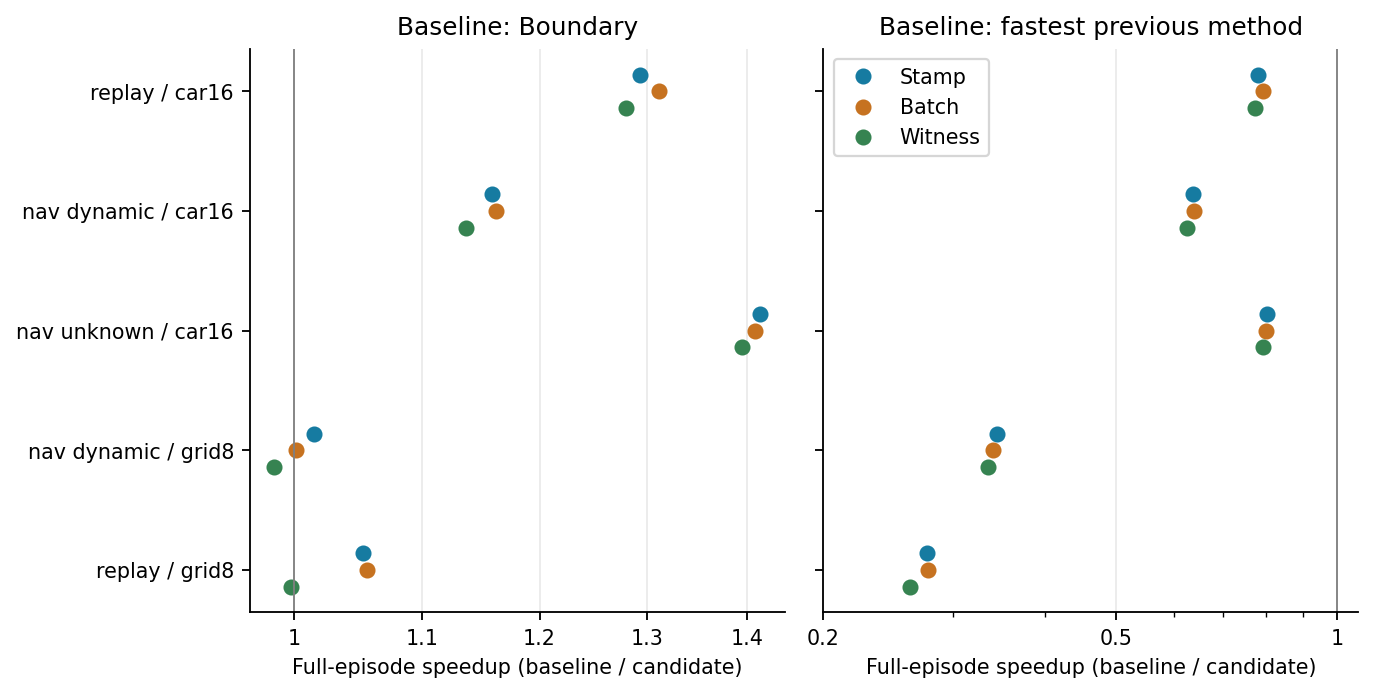 Baseline: Boundary
Baseline: fastest previous method
replay / car16
nav dynamic / car16
nav unknown / car16
nav dynamic / grid8
replay / grid8
Stamp
Batch
Witness
1
1.1
1.2
1.3
1.4
0.2
0.5
1
Full-episode speedup (baseline / candidate)
Full-episode speedup (baseline / candidate)